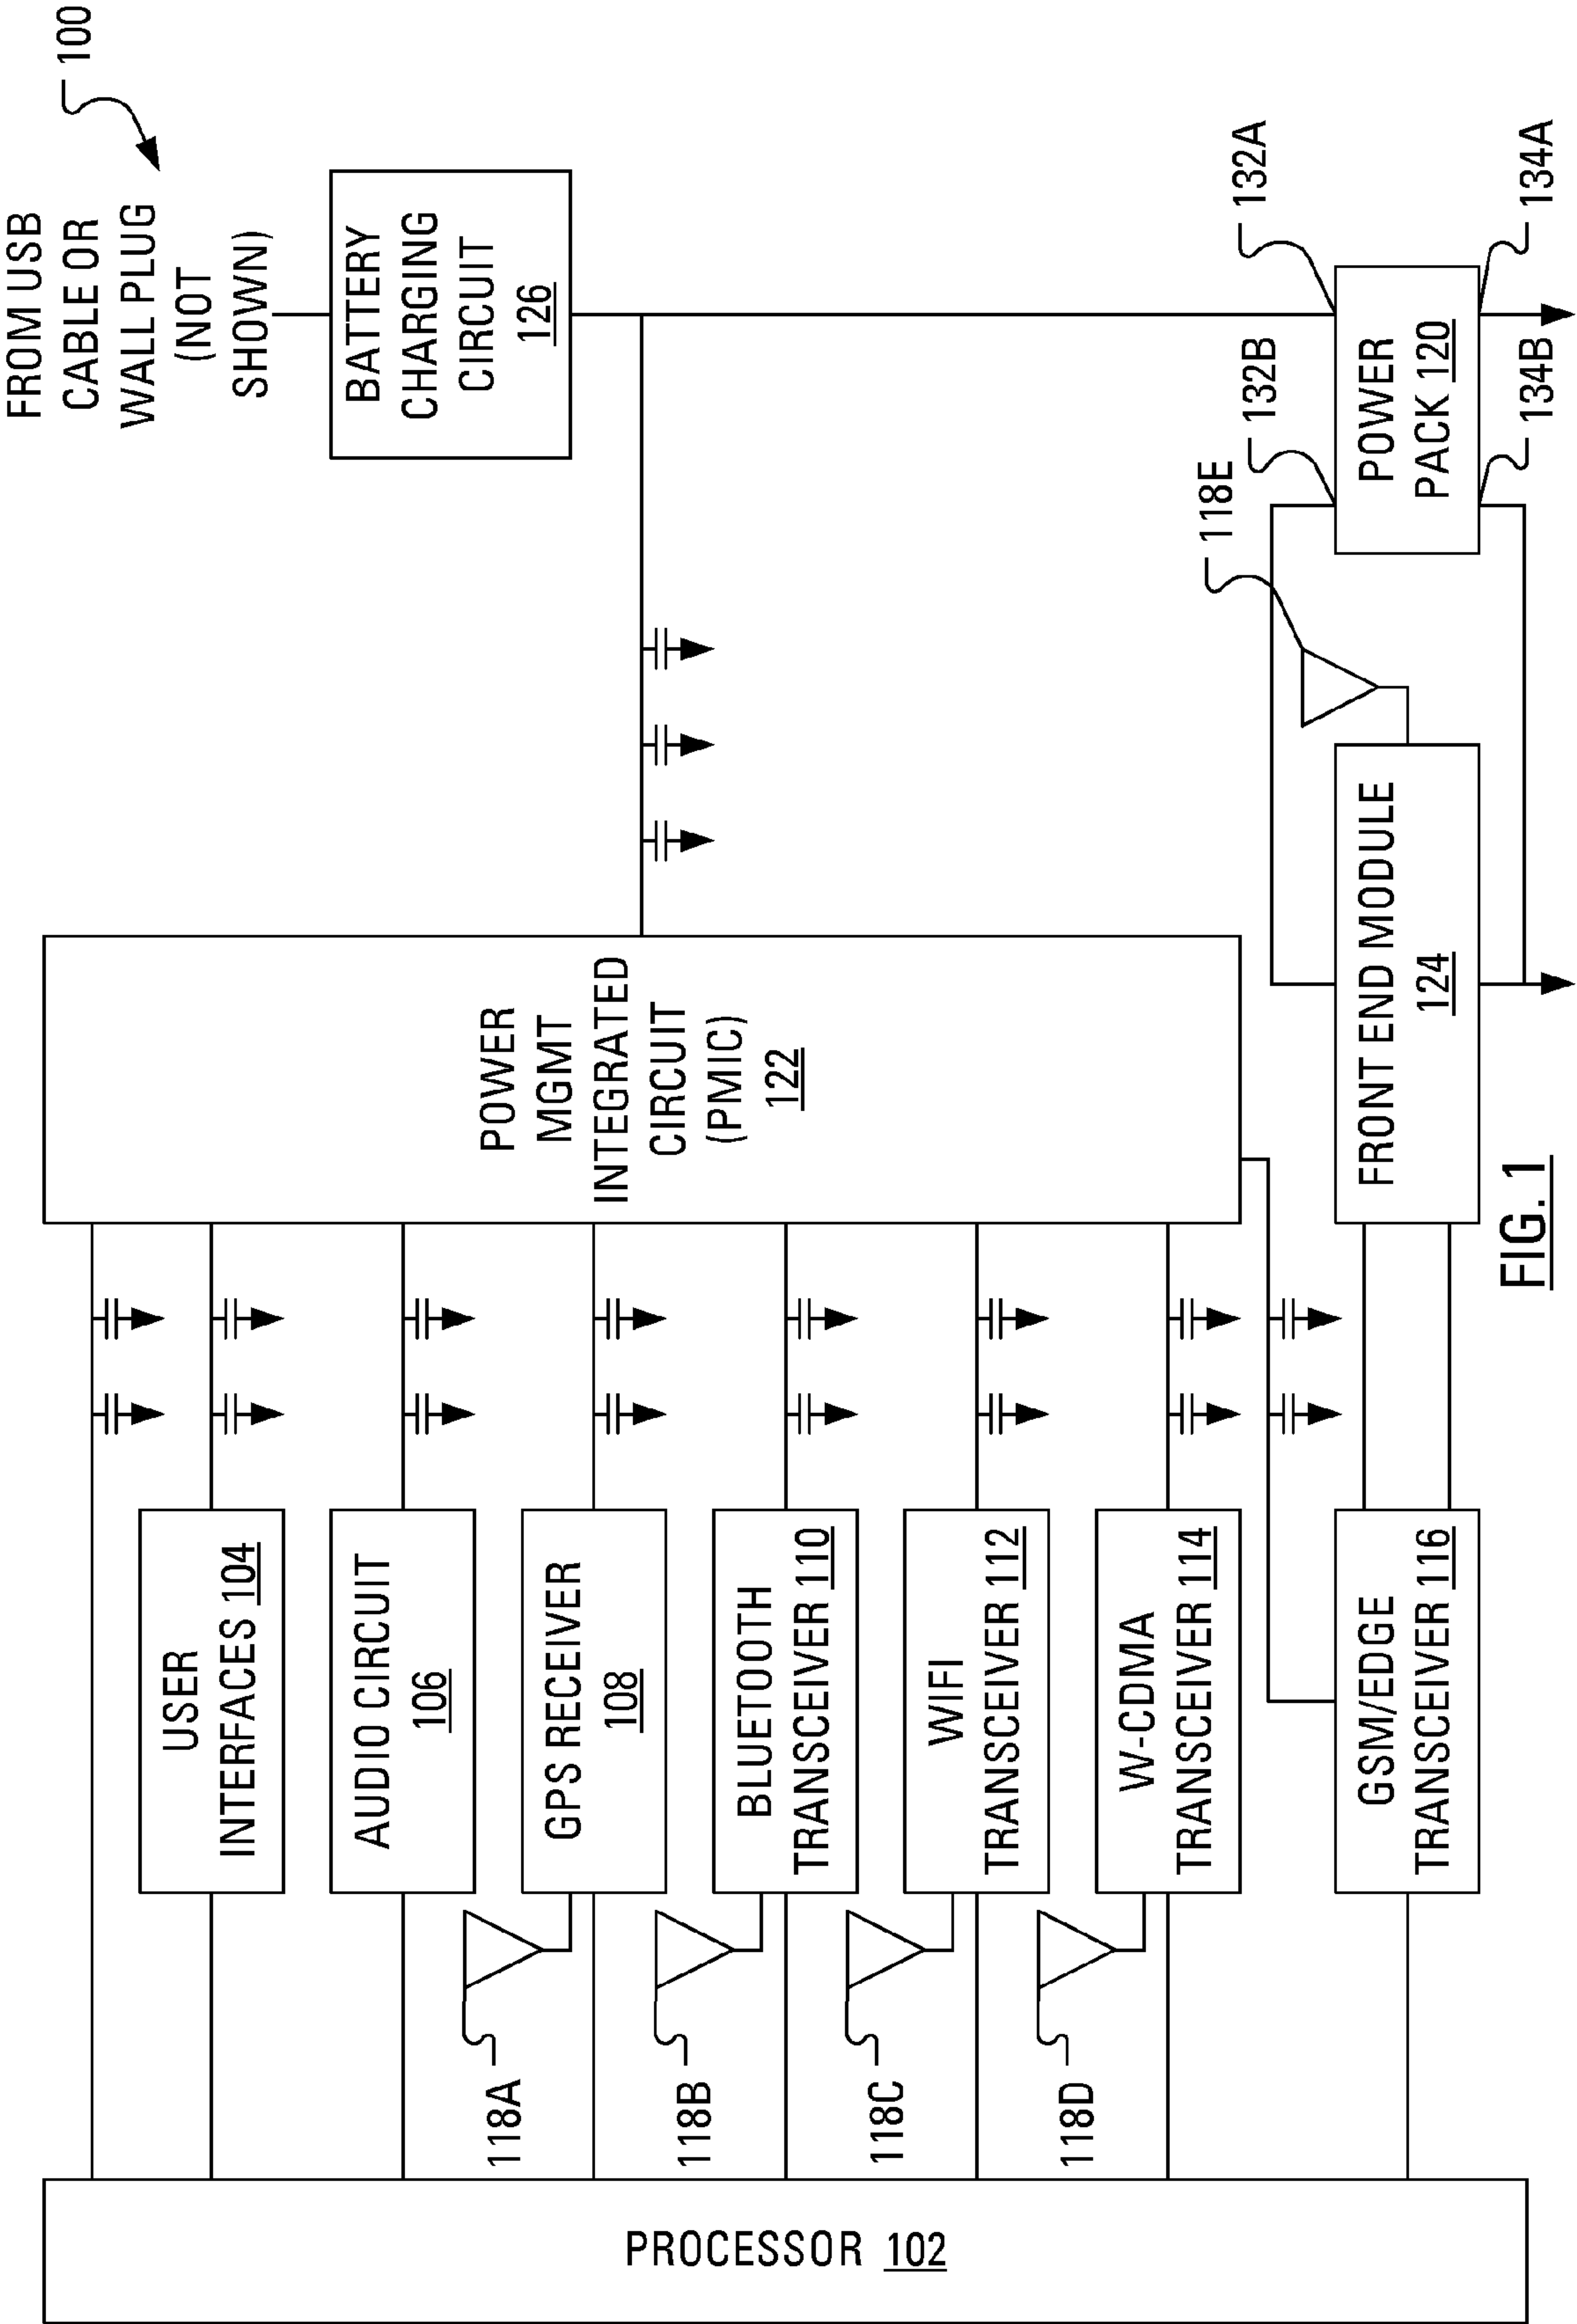 FROM USB
CABLE OR
WALL PLUG
(NOT
SHOWN)
100
BATTERY
CHARGING
CIRCUIT
126
POWER
MGMT
INTEGRATED
CIRCUIT
(PMIC)
122
USER
INTERFACES 104
AUDIO CIRCUIT
106
GPS RECEIVER
108
BLUETOOTH
TRANSCEIVER 110
WIFI
TRANSCEIVER 112
W-CDMA
TRANSCEIVER 114
GSM/EDGE
TRANSCEIVER 116
118A
118B
118C
118D
118E
PROCESSOR 102
FRONT END MODULE
124
POWER
PACK 120
132A
132B
134A
134B
FIG. 1